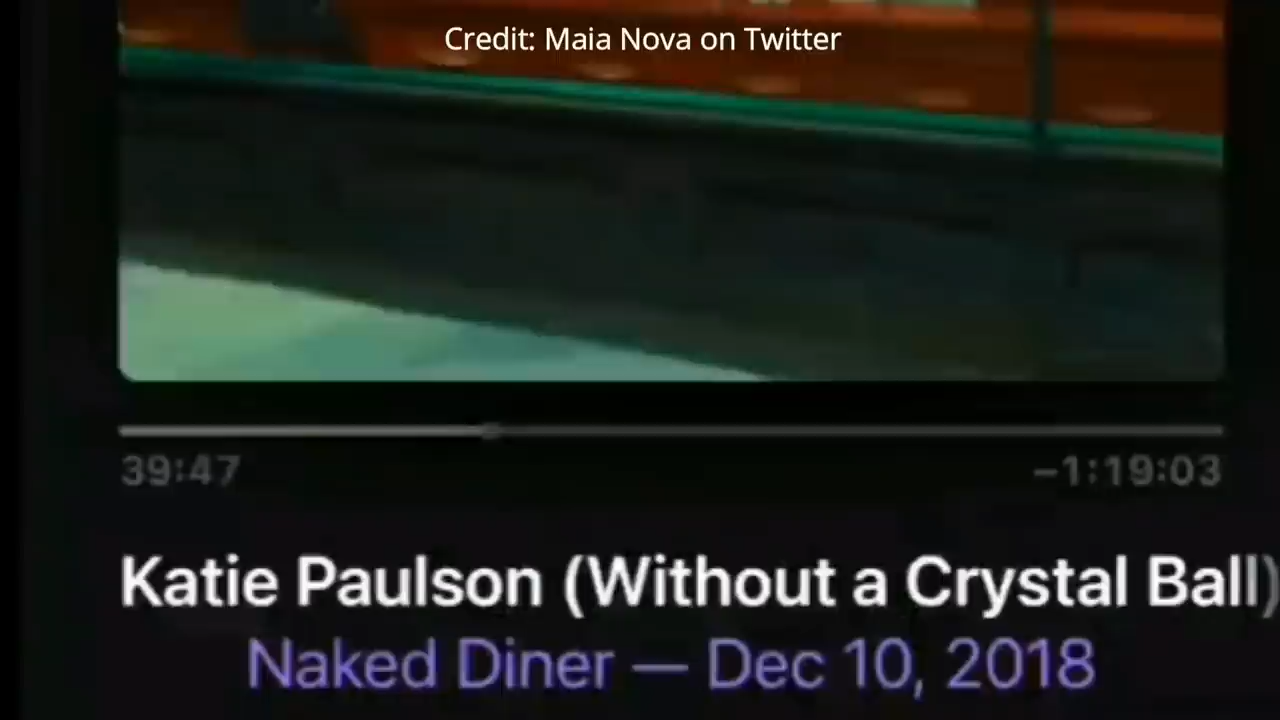 Credit: Maia Nova on Twitter
39:47
-1:19:03
Katie Paulson (Without a Crystal Ball)
Naked Diner — Dec 10, 2018